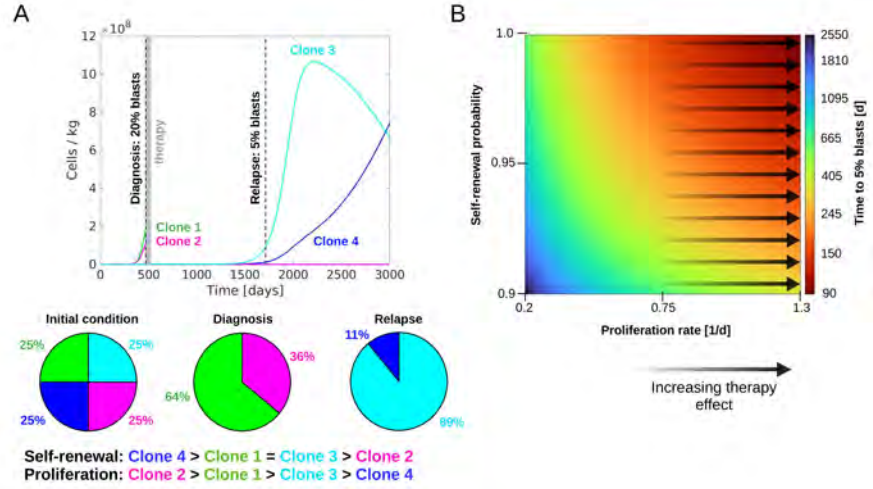 A
×10⁸
12
10
8
6
4
2
0
Cells / kg
Diagnosis: 20% blasts
therapy
Relapse: 5% blasts
Clone 3
Clone 1
Clone 2
Clone 4
0 500 1000 1500 2000 2500 3000
Time [days]
Initial condition
25% 25%
25% 25%
Diagnosis
36%
64%
Relapse
11%
89%
Self-renewal: Clone 4 > Clone 1 = Clone 3 > Clone 2
Proliferation: Clone 2 > Clone 1 > Clone 3 > Clone 4
B
1.0
0.95
0.9
Self-renewal probability
0.2 0.75 1.3
Proliferation rate [1/d]
2550
1810
1095
665
405
245
150
90
Time to 5% blasts [d]
Increasing therapy
effect